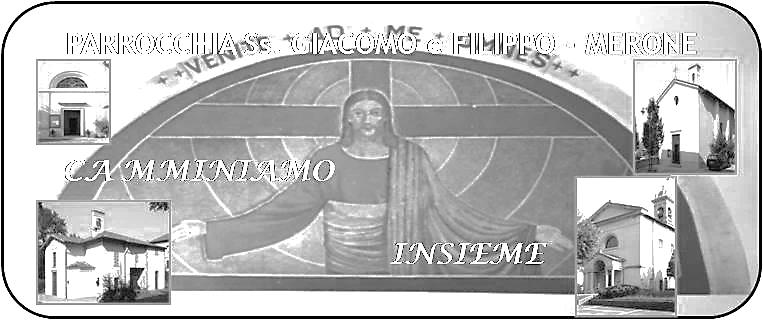 PARROCCHIA Ss. GIACOMO e FILIPPO - MERONE
VENITE AD ME OMNES
CAMMINIAMO
INSIEME